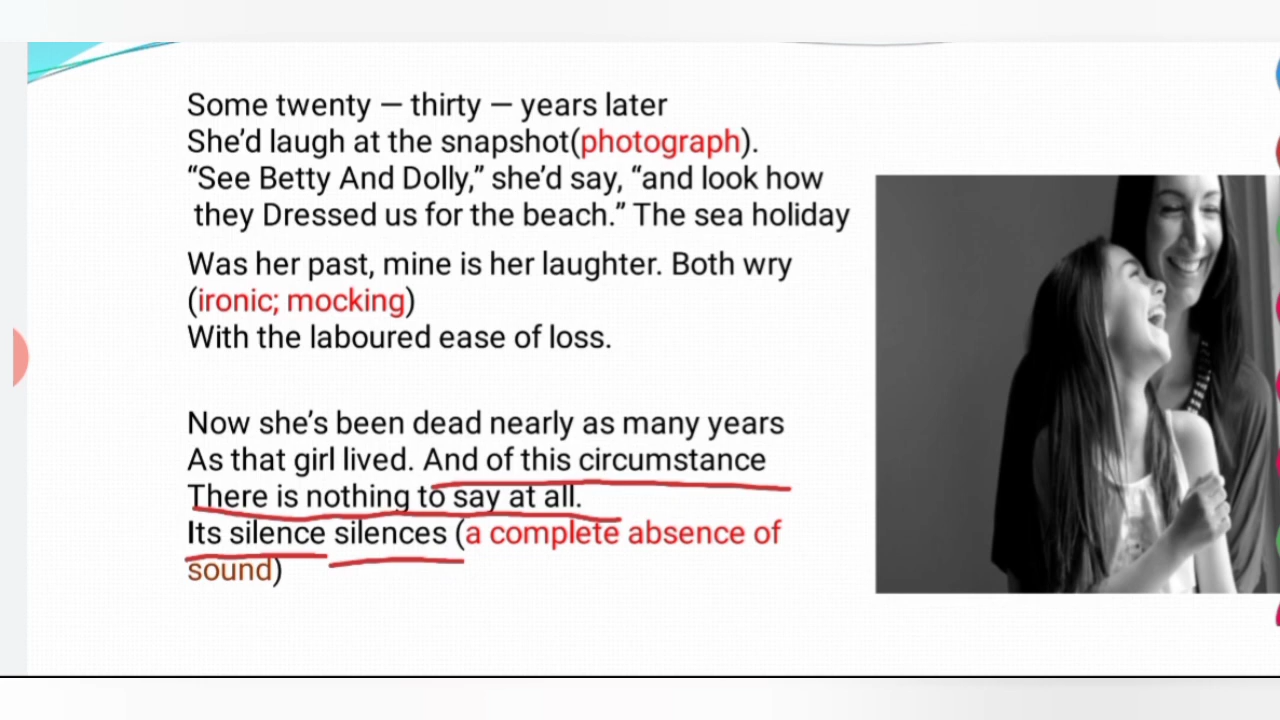 Some twenty — thirty — years later
She’d laugh at the snapshot(photograph).
“See Betty And Dolly,” she’d say, “and look how
they Dressed us for the beach.” The sea holiday
Was her past, mine is her laughter. Both wry
(ironic; mocking)
With the laboured ease of loss.
Now she’s been dead nearly as many years
As that girl lived. And of this circumstance
There is nothing to say at all.
Its silence silences (a complete absence of
sound)